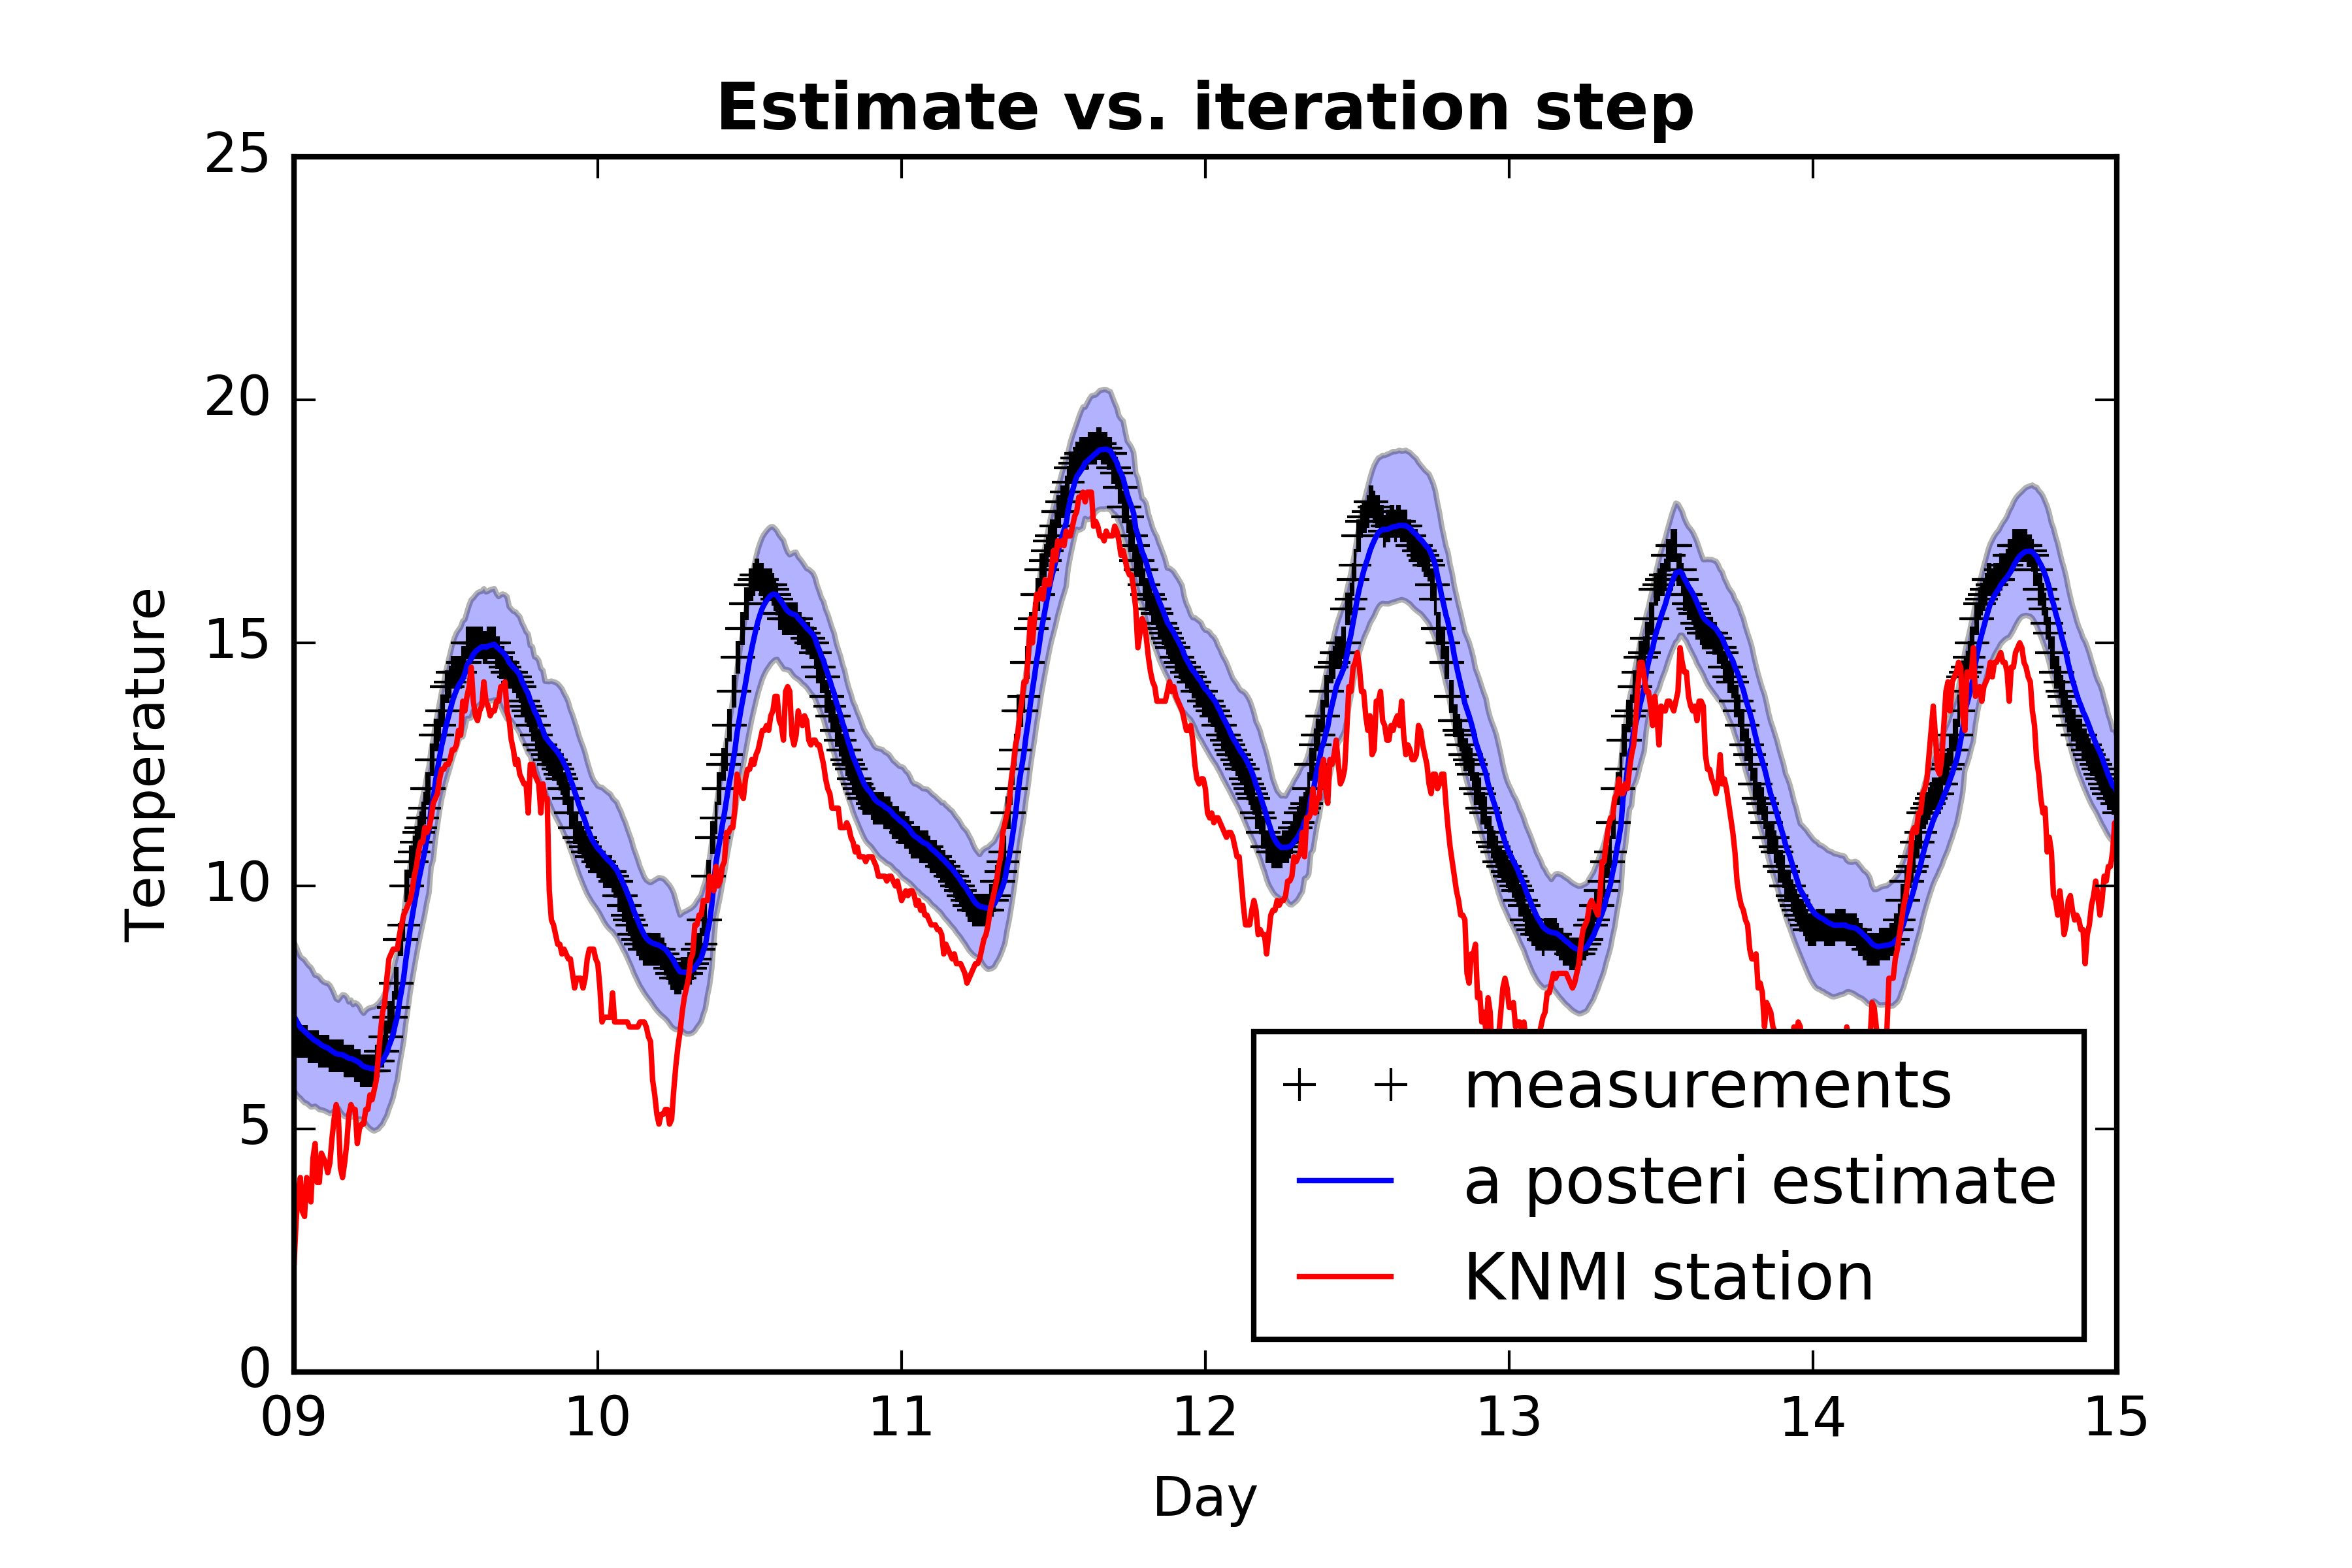 Estimate vs. iteration step
25
20
15
10
5
0
Temperature
09 10 11 12 13 14 15
Day
measurements
a posteri estimate
KNMI station